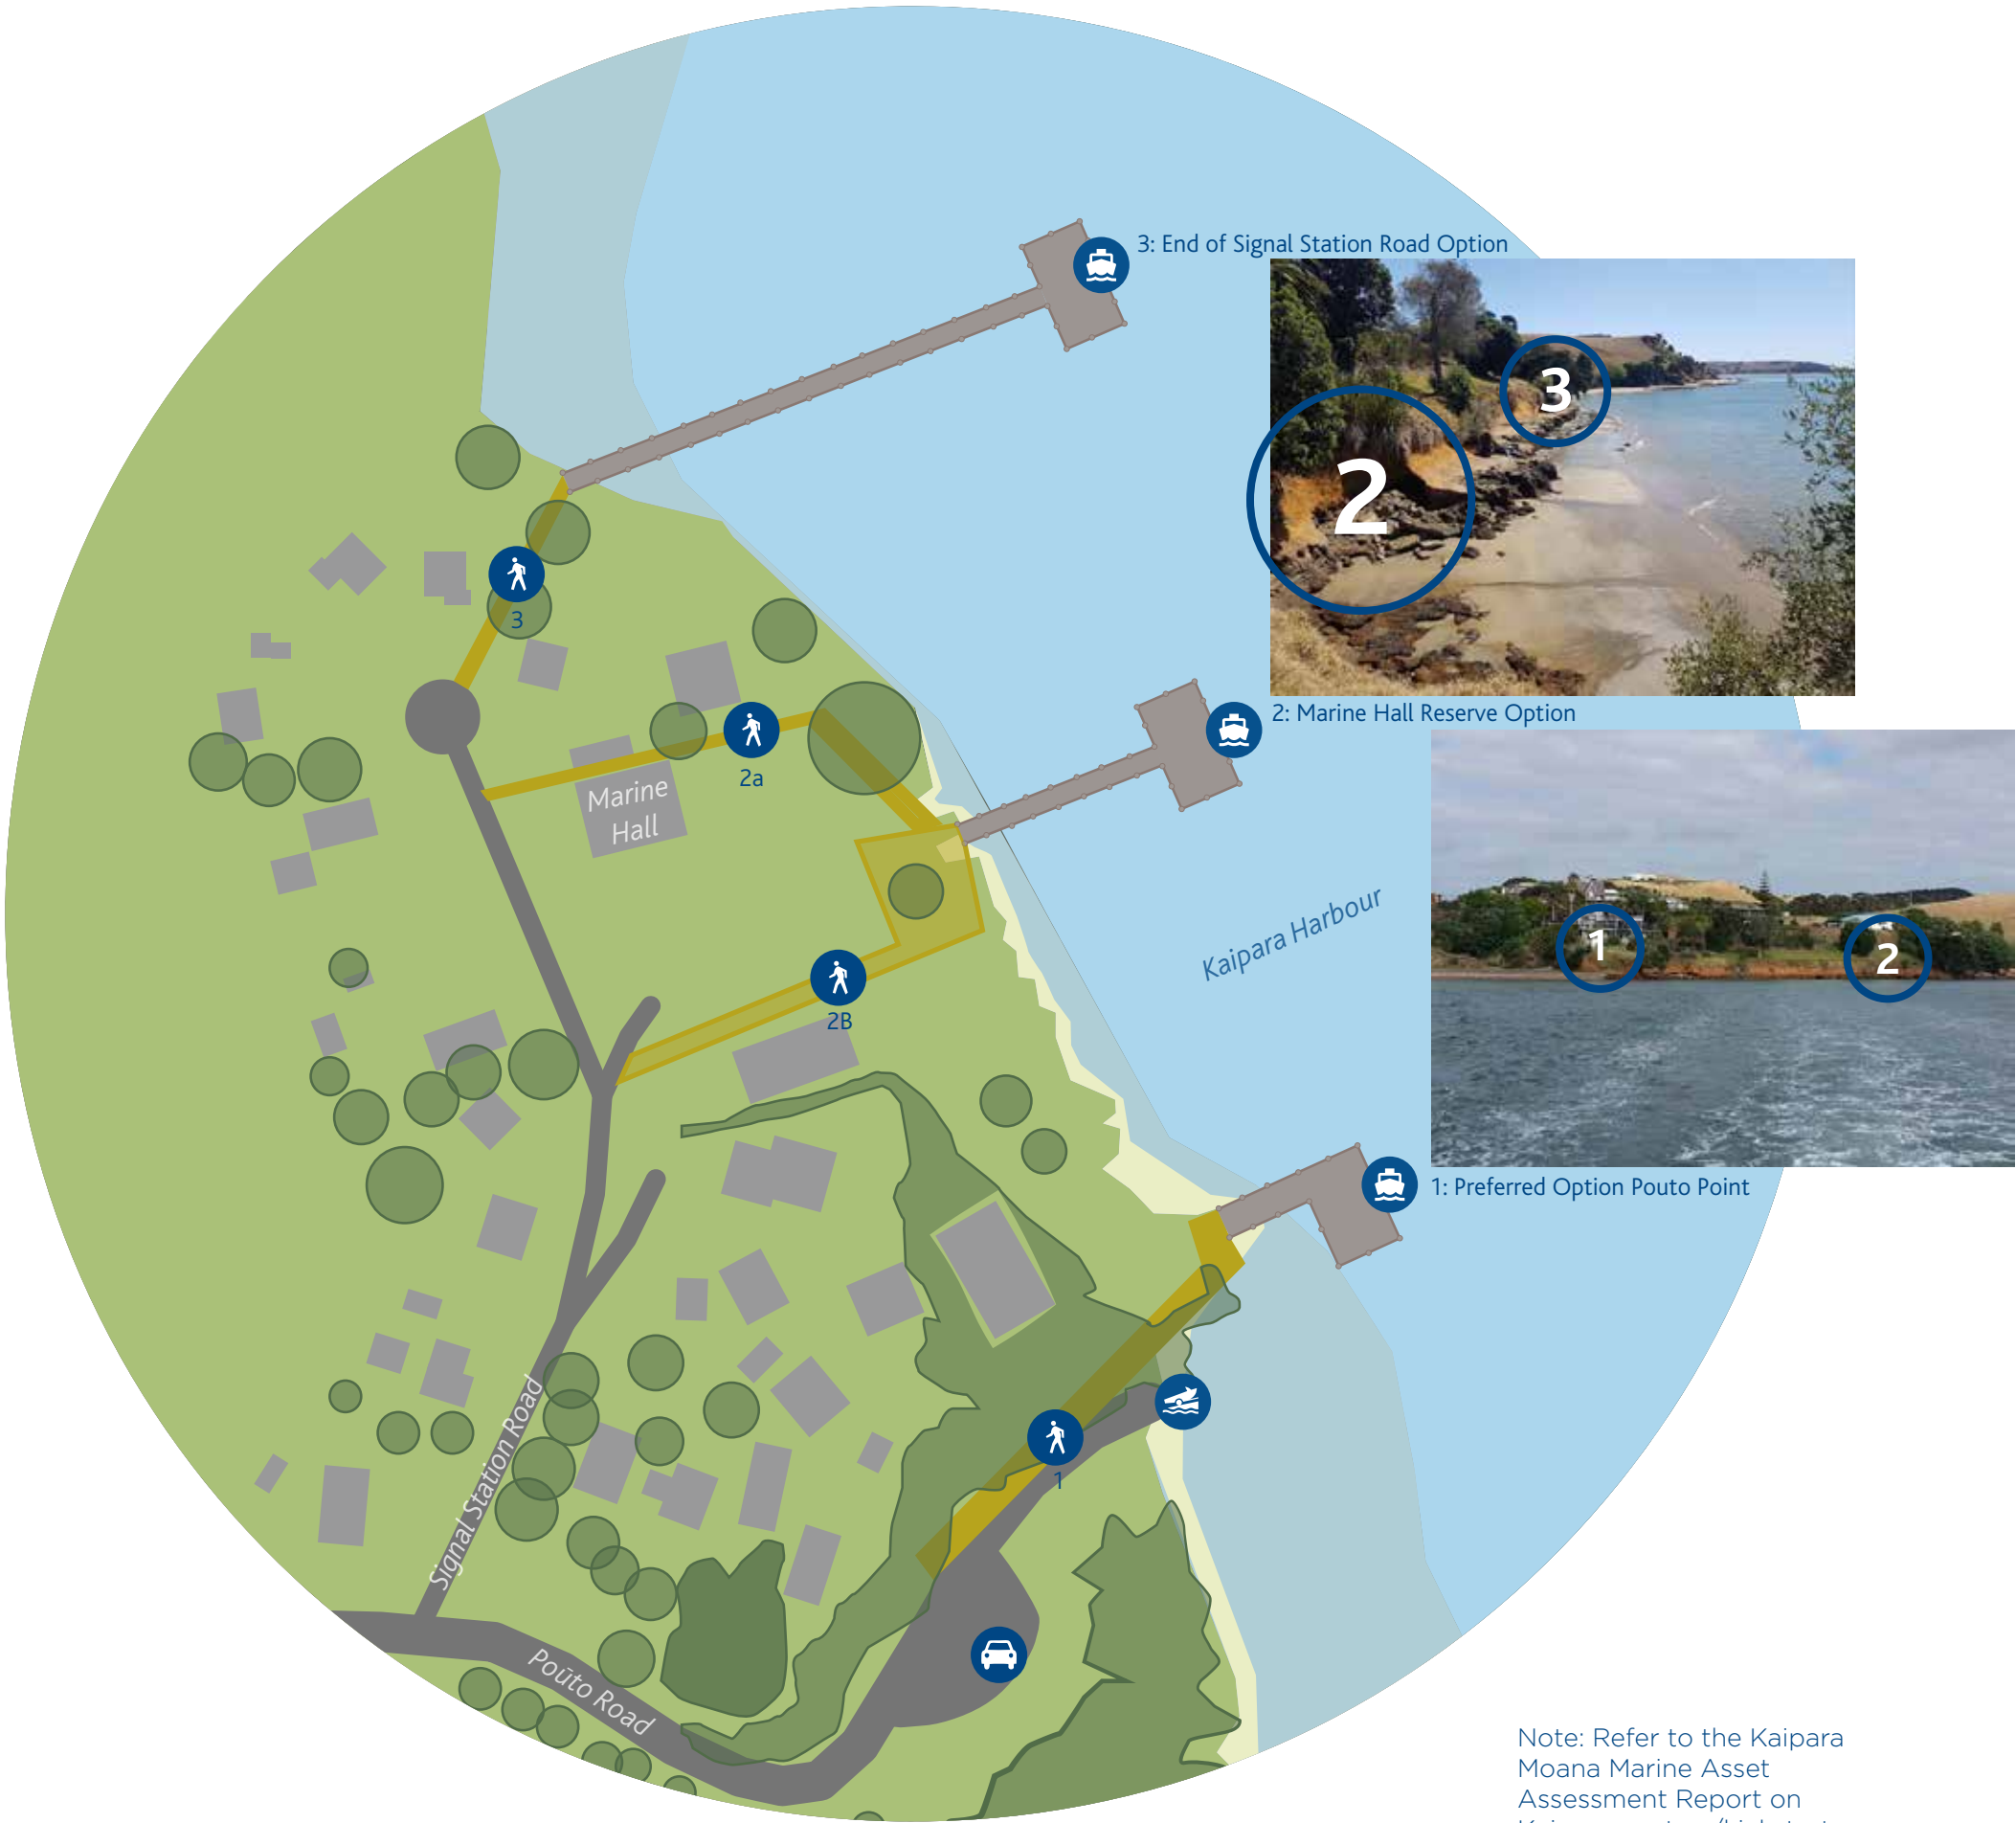 3: End of Signal Station Road Option
3
2
3
2: Marine Hall Reserve Option
2a
Marine
Hall
Kaipara Harbour
1
2
2B
1: Preferred Option Pouto Point
1
Signal Station Road
Poūto Road
Note: Refer to the Kaipara
Moana Marine Asset
Assessment Report on